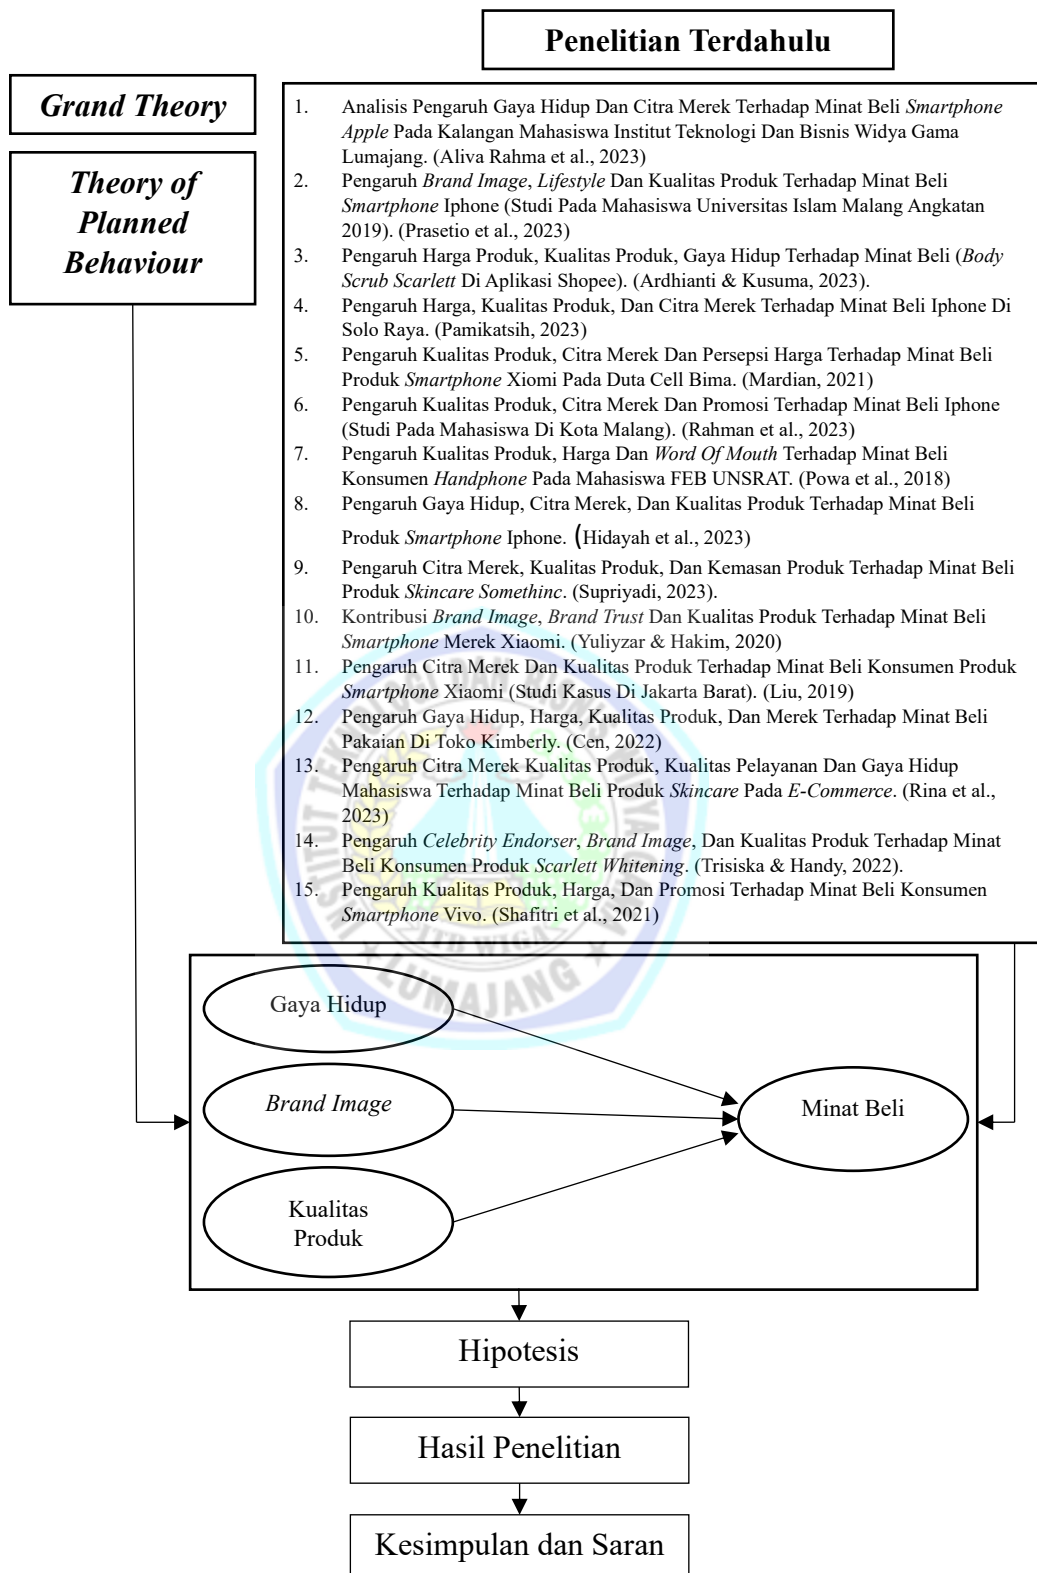 Penelitian Terdahulu
Grand Theory
Theory of
Planned
Behaviour
1. Analisis Pengaruh Gaya Hidup Dan Citra Merek Terhadap Minat Beli Smartphone
Apple Pada Kalangan Mahasiswa Institut Teknologi Dan Bisnis Widya Gama
Lumajang. (Aliva Rahma et al., 2023)
2. Pengaruh Brand Image, Lifestyle Dan Kualitas Produk Terhadap Minat Beli
Smartphone Iphone (Studi Pada Mahasiswa Universitas Islam Malang Angkatan
2019). (Prasetio et al., 2023)
3. Pengaruh Harga Produk, Kualitas Produk, Gaya Hidup Terhadap Minat Beli (Body
Scrub Scarlett Di Aplikasi Shopee). (Ardhianti & Kusuma, 2023).
4. Pengaruh Harga, Kualitas Produk, Dan Citra Merek Terhadap Minat Beli Iphone Di
Solo Raya. (Pamikatsih, 2023)
5. Pengaruh Kualitas Produk, Citra Merek Dan Persepsi Harga Terhadap Minat Beli
Produk Smartphone Xiomi Pada Duta Cell Bima. (Mardian, 2021)
6. Pengaruh Kualitas Produk, Citra Merek Dan Promosi Terhadap Minat Beli Iphone
(Studi Pada Mahasiswa Di Kota Malang). (Rahman et al., 2023)
7. Pengaruh Kualitas Produk, Harga Dan Word Of Mouth Terhadap Minat Beli
Konsumen Handphone Pada Mahasiswa FEB UNSRAT. (Powa et al., 2018)
8. Pengaruh Gaya Hidup, Citra Merek, Dan Kualitas Produk Terhadap Minat Beli
Produk Smartphone Iphone. (Hidayah et al., 2023)
9. Pengaruh Citra Merek, Kualitas Produk, Dan Kemasan Produk Terhadap Minat Beli
Produk Skincare Somethinc. (Supriyadi, 2023).
10. Kontribusi Brand Image, Brand Trust Dan Kualitas Produk Terhadap Minat Beli
Smartphone Merek Xiaomi. (Yuliyzar & Hakim, 2020)
11. Pengaruh Citra Merek Dan Kualitas Produk Terhadap Minat Beli Konsumen Produk
Smartphone Xiaomi (Studi Kasus Di Jakarta Barat). (Liu, 2019)
12. Pengaruh Gaya Hidup, Harga, Kualitas Produk, Dan Merek Terhadap Minat Beli
Pakaian Di Toko Kimberly. (Cen, 2022)
13. Pengaruh Citra Merek Kualitas Produk, Kualitas Pelayanan Dan Gaya Hidup
Mahasiswa Terhadap Minat Beli Produk Skincare Pada E-Commerce. (Rina et al.,
2023)
14. Pengaruh Celebrity Endorser, Brand Image, Dan Kualitas Produk Terhadap Minat
Beli Konsumen Produk Scarlett Whitening. (Trisiska & Handy, 2022).
15. Pengaruh Kualitas Produk, Harga, Dan Promosi Terhadap Minat Beli Konsumen
Smartphone Vivo. (Shafitri et al., 2021)
INSTITUT TEKNOLOGI DAN BISNIS WIDYA GAMA
ITB WIGA
LUMAJANG
Gaya Hidup
Brand Image
Minat Beli
Kualitas
Produk
Hipotesis
Hasil Penelitian
Kesimpulan dan Saran